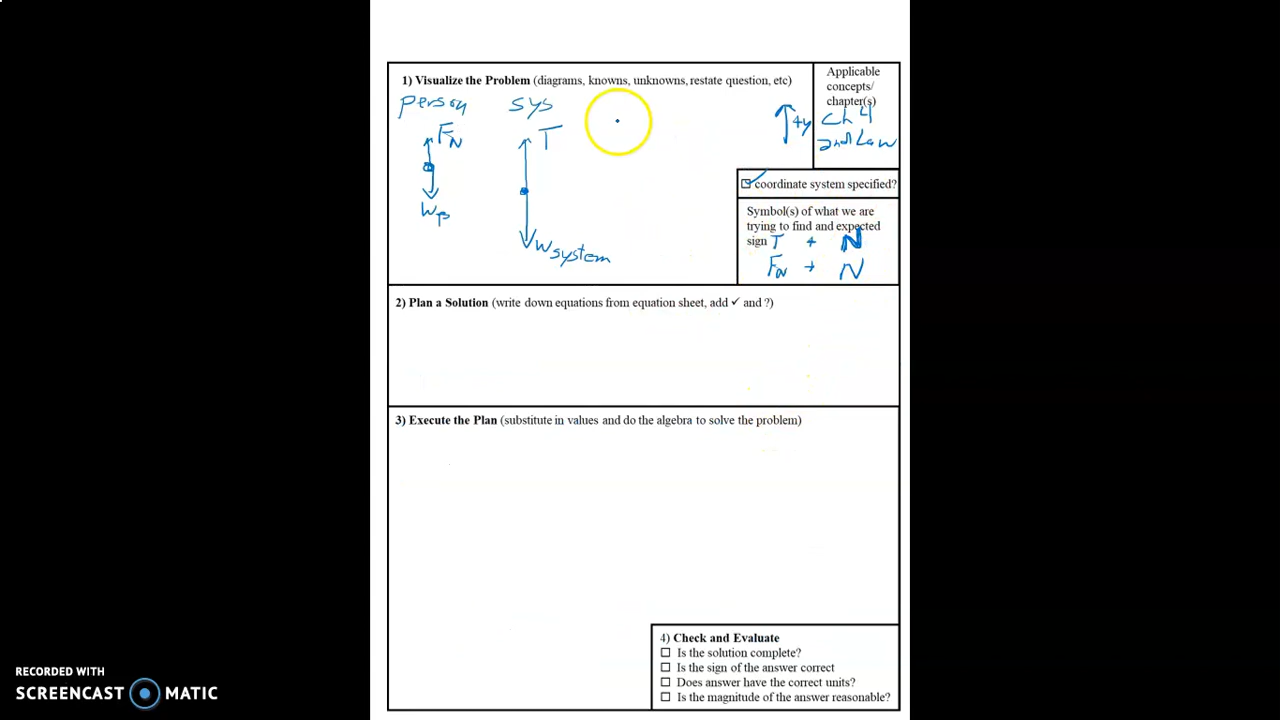 1) Visualize the Problem (diagrams, knowns, unknowns, restate question, etc)
person
sys
FN
T
Wp
Wsystem
+y
Applicable
concepts/
chapter(s)
Ch 4
2nd Law
coordinate system specified?
Symbol(s) of what we are
trying to find and expected
sign T + N
FN + N
2) Plan a Solution (write down equations from equation sheet, add ✓ and ?)
3) Execute the Plan (substitute in values and do the algebra to solve the problem)
4) Check and Evaluate
Is the solution complete?
Is the sign of the answer correct
Does answer have the correct units?
Is the magnitude of the answer reasonable?
RECORDED WITH
SCREENCAST MATIC